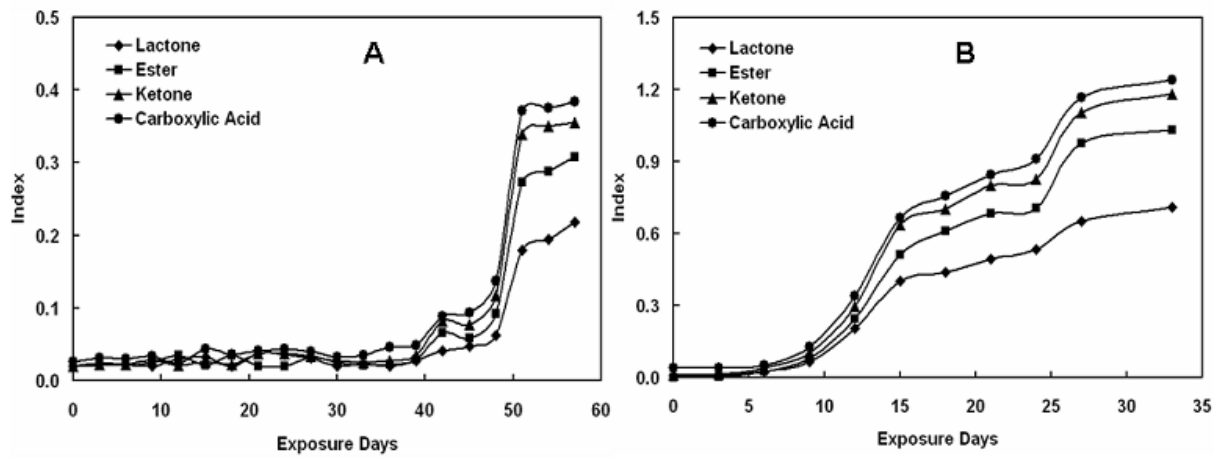 A
Lactone
Ester
Ketone
Carboxylic Acid
0.5
0.4
0.3
0.2
0.1
0.0
Index
0 10 20 30 40 50 60
Exposure Days
B
Lactone
Ester
Ketone
Carboxylic Acid
1.5
1.2
0.9
0.6
0.3
0.0
Index
0 5 10 15 20 25 30 35
Exposure Days